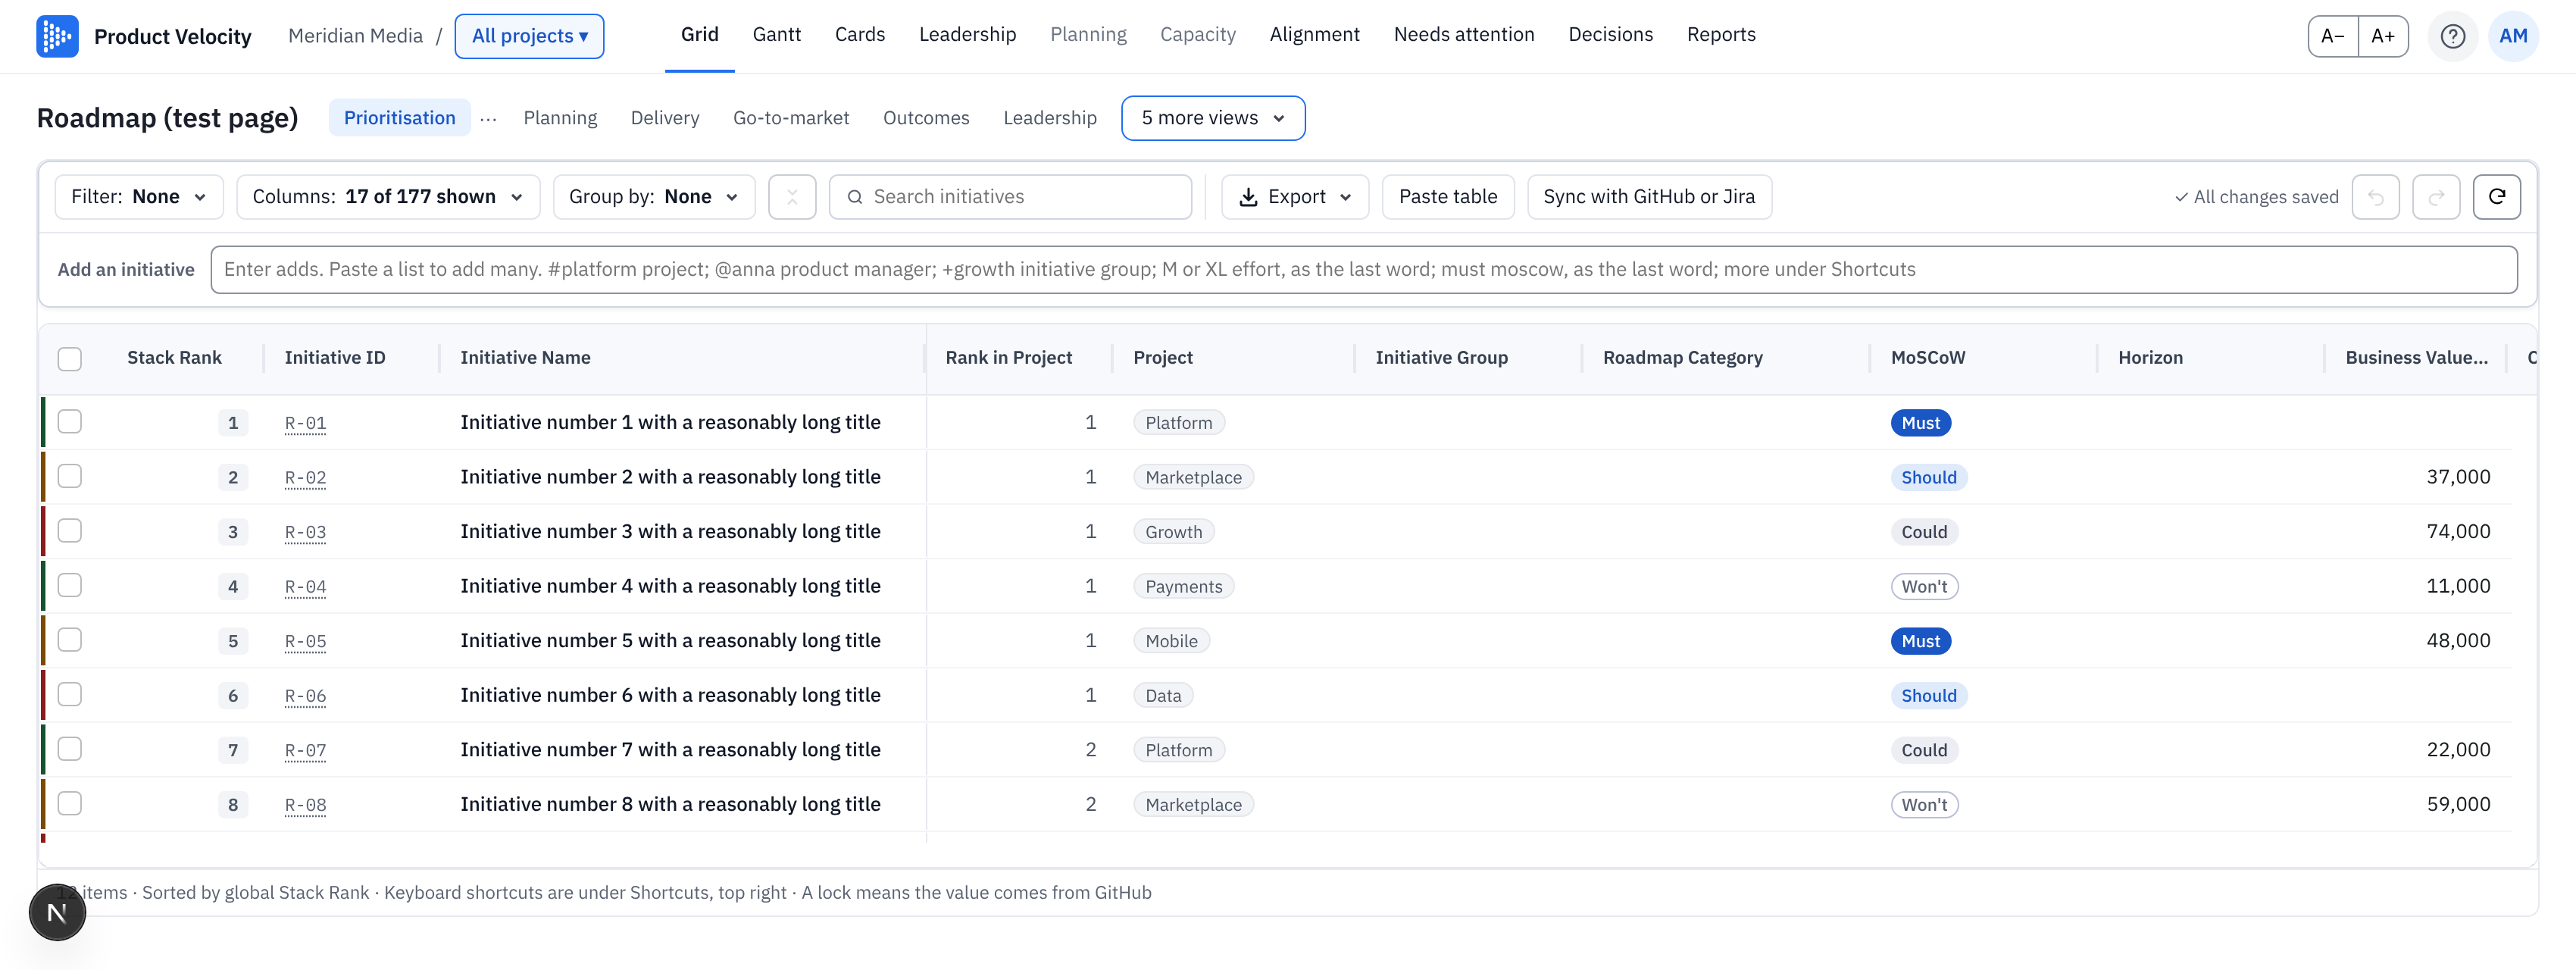 Product Velocity Meridian Media / All projects ▾ Grid Gantt Cards Leadership Planning Capacity Alignment Needs attention Decisions Reports A− A+ AM
Roadmap (test page) Prioritisation ... Planning Delivery Go-to-market Outcomes Leadership 5 more views
Filter: None Columns: 17 of 177 shown Group by: None Search initiatives Export Paste table Sync with GitHub or Jira ✓ All changes saved
Add an initiative Enter adds. Paste a list to add many. #platform project; @anna product manager; +growth initiative group; M or XL effort, as the last word; must moscow, as the last word; more under Shortcuts
Stack Rank Initiative ID Initiative Name Rank in Project Project Initiative Group Roadmap Category MoSCoW Horizon Business Value...
1 R-01 Initiative number 1 with a reasonably long title 1 Platform Must
2 R-02 Initiative number 2 with a reasonably long title 1 Marketplace Should 37,000
3 R-03 Initiative number 3 with a reasonably long title 1 Growth Could 74,000
4 R-04 Initiative number 4 with a reasonably long title 1 Payments Won't 11,000
5 R-05 Initiative number 5 with a reasonably long title 1 Mobile Must 48,000
6 R-06 Initiative number 6 with a reasonably long title 1 Data Should
7 R-07 Initiative number 7 with a reasonably long title 2 Platform Could 22,000
8 R-08 Initiative number 8 with a reasonably long title 2 Marketplace Won't 59,000
items · Sorted by global Stack Rank · Keyboard shortcuts are under Shortcuts, top right · A lock means the value comes from GitHub
N